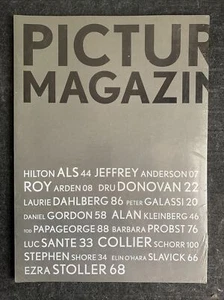 PICTUR
MAGAZIN
HILTON ALS 44 JEFFREY ANDERSON 07
ROY ARDEN 08 DRU DONOVAN 22
LAURIE DAHLBERG 86 PETER GALASSI 20
DANIEL GORDON 58 ALAN KLEINBERG 46
100 PAPAGEORGE 88 BARBARA PROBST 76
LUC SANTE 33 COLLIER SCHORR 100
STEPHEN SHORE 34 ELIN O'HARA SLAVICK 66
EZRA STOLLER 68